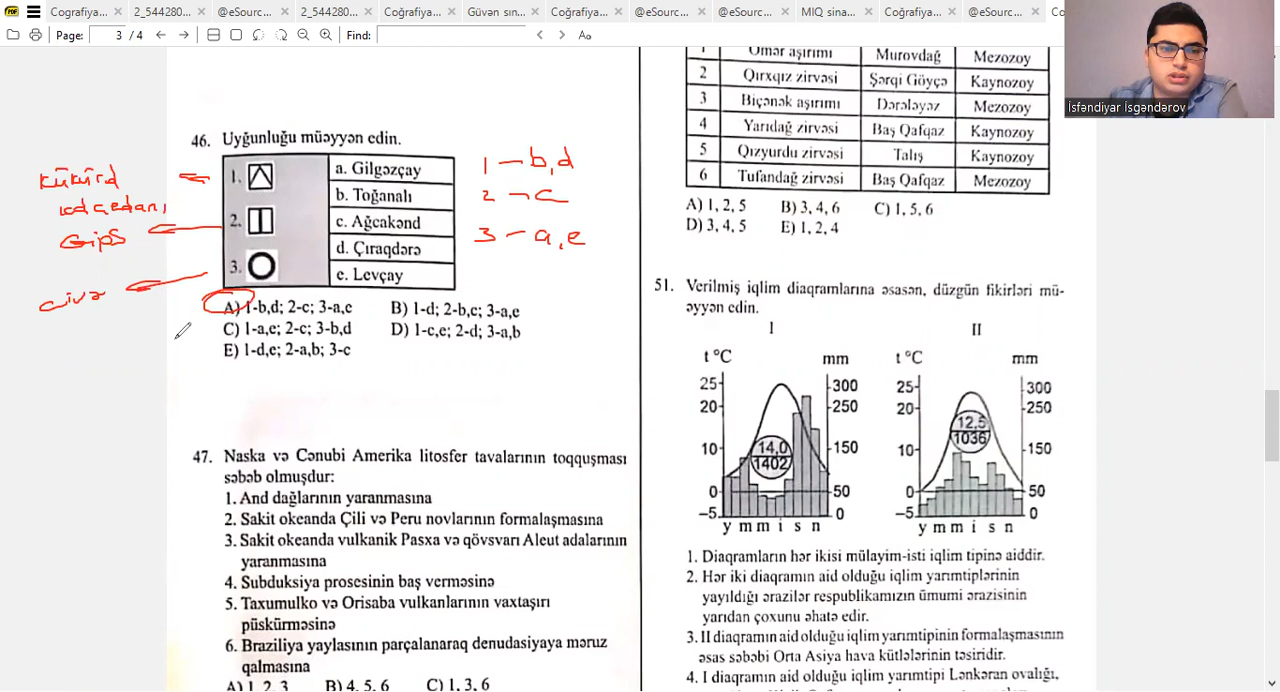 Cografiya... 2_544280... @eSourc... 2_544280... Coğrafiya... Güvən sın... Coğrafiya... @eSourc... @eSourc... MIQ sina... Coğrafiya... @eSourc... Co
Page: 3 / 4 Find:
İsfəndiyar İsgəndərov
46. Uyğunluğu müəyyən edin.
1. a. Gilgəzçay
b. Toğanalı
2. c. Ağcakənd
d. Çıraqdərə
3. e. Levçay
1 – b, d
2 – c
3 – a, e
kükürd
kolçedanı
Gips
civə
A) 1-b,d; 2-c; 3-a,e B) 1-d; 2-b,c; 3-a,e
C) 1-a,e; 2-c; 3-b,d D) 1-c,e; 2-d; 3-a,b
E) 1-d,e; 2-a,b; 3-c
47. Naska və Cənubi Amerika litosfer tavalarının toqquşması
səbəb olmuşdur:
1. And dağlarının yaranmasına
2. Sakit okeanda Çili və Peru novlarının formalaşmasına
3. Sakit okeanda vulkanik Pasxa və qövsvarı Aleut adalarının
yaranmasına
4. Subduksiya prosesinin baş verməsinə
5. Taxumulko və Orisaba vulkanlarının vaxtaşırı
püskürməsinə
6. Braziliya yaylasının parçalanaraq denudasiyaya məruz
qalmasına
A) 1, 2, 3 B) 4, 5, 6 C) 1, 3, 6
1 Ömər aşırımı Murovdağ Mezozoy
2 Qırxqız zirvəsi Şərqi Göyçə Kaynozoy
3 Biçənək aşırımı Dərələyəz Mezozoy
4 Yarıdağ zirvəsi Baş Qafqaz Kaynozoy
5 Qızyurdu zirvəsi Talış Kaynozoy
6 Tufandağ zirvəsi Baş Qafqaz Mezozoy
A) 1, 2, 5 B) 3, 4, 6 C) 1, 5, 6
D) 3, 4, 5 E) 1, 2, 4
51. Verilmiş iqlim diaqramlarına əsasən, düzgün fikirləri mü-
əyyən edin.
I II
t °C mm t °C mm
25 300 25 300
20 250 20 250
14,0 12,5
10 150 10 150
1402 1036
0 50 0 50
–5 0 –5 0
y m m i s n y m m i s n
1. Diaqramların hər ikisi mülayim-isti iqlim tipinə aiddir.
2. Hər iki diaqramın aid olduğu iqlim yarımtiplərinin
yayıldığı ərazilər respublikamızın ümumi ərazisinin
yarıdan çoxunu əhatə edir.
3. II diaqramın aid olduğu iqlim yarımtipinin formalaşmasının
əsas səbəbi Orta Asiya hava kütlələrinin təsiridir.
4. I diaqramın aid olduğu iqlim yarımtipi Lənkəran ovalığı,